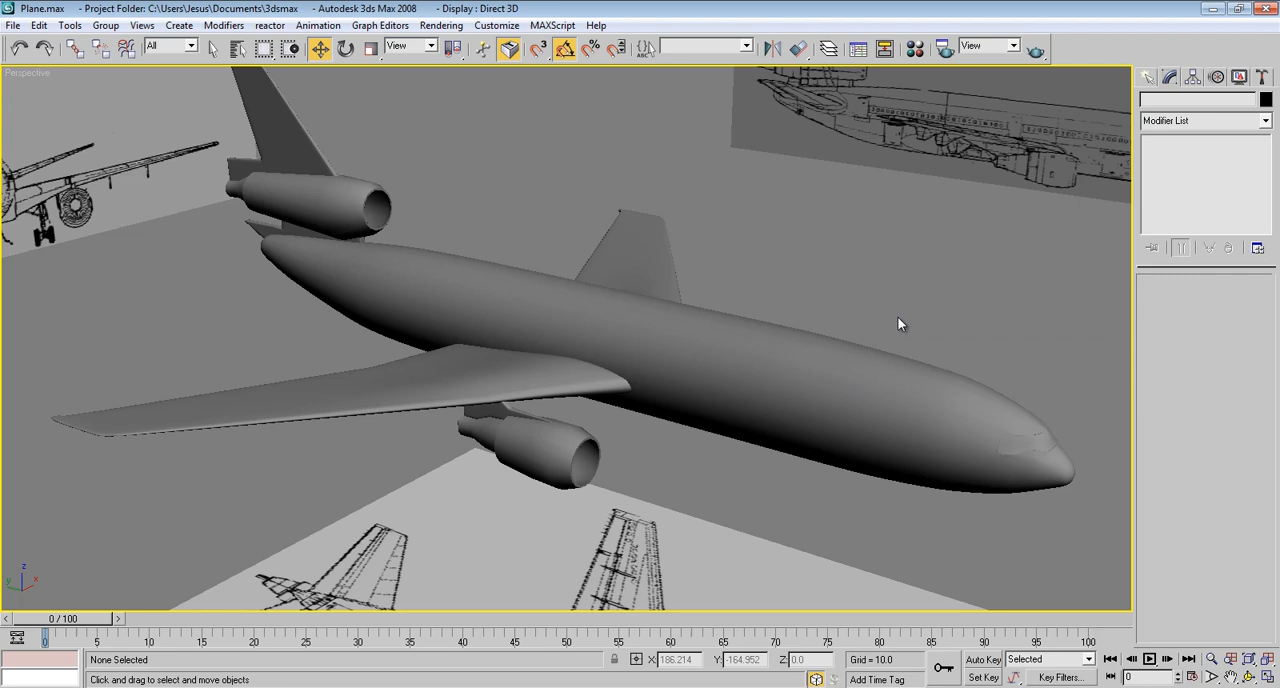 Plane.max - Project Folder: C:\Users\Jesus\Documents\3dsmax - Autodesk 3ds Max 2008 - Display : Direct 3D
File Edit Tools Group Views Create Modifiers reactor Animation Graph Editors Rendering Customize MAXScript Help
All View View
Perspective
Modifier List
0 / 100
0 5 10 15 20 25 30 35 40 45 50 55 60 65 70 75 80 85 90 95 100
None Selected X: 186.214 Y: -164.952 Z: 0.0 Grid = 10.0 Auto Key Selected
Click and drag to select and move objects Add Time Tag Set Key Key Filters... 0
z
y x